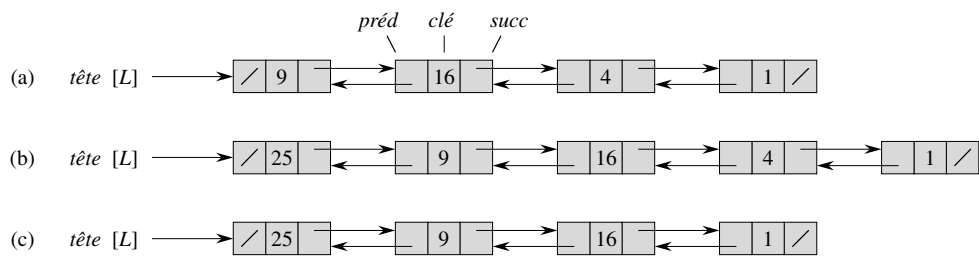 préd clé succ
(a) tête [L] 9 16 4 1
(b) tête [L] 25 9 16 4 1
(c) tête [L] 25 9 16 1